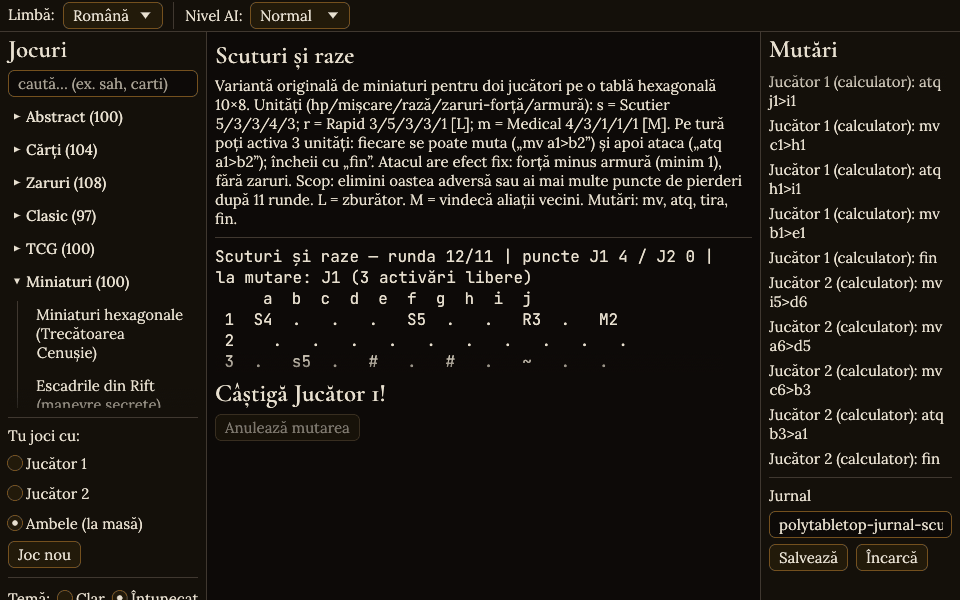 Limbă: Română ▼ Nivel AI: Normal ▼
Jocuri
caută... (ex. sah, carti)
▸ Abstract (100)
▸ Cărți (104)
▸ Zaruri (108)
▸ Clasic (97)
▸ TCG (100)
▾ Miniaturi (100)
Miniaturi hexagonale
(Trecătoarea
Cenușie)
Escadrile din Rift
(manevre secrete)
Tu joci cu:
Jucător 1
Jucător 2
Ambele (la masă)
Joc nou
Temă: Clar Întunecat
Scuturi și raze
Variantă originală de miniaturi pentru doi jucători pe o tablă hexagonală
10×8. Unități (hp/mișcare/rază/zaruri-forță/armură): s = Scutier
5/3/3/4/3; r = Rapid 3/5/3/3/1 [L]; m = Medical 4/3/1/1/1 [M]. Pe tură
poți activa 3 unități: fiecare se poate muta („mv a1>b2”) și apoi ataca („atq
a1>b2”); încheii cu „fin”. Atacul are efect fix: forță minus armură (minim 1),
fără zaruri. Scop: elimini oastea adversă sau ai mai multe puncte de pierderi
după 11 runde. L = zburător. M = vindecă aliații vecini. Mutări: mv, atq, tira,
fin.
Scuturi și raze — runda 12/11 | puncte J1 4 / J2 0 |
la mutare: J1 (3 activări libere)
a b c d e f g h i j
1 S4 . . . S5 . . R3 . M2
2 . . . . . . . . . .
3 . s5 . # . # . ~ . .
Câștigă Jucător 1!
Anulează mutarea
Mutări
Jucător 1 (calculator): atq
j1>i1
Jucător 1 (calculator): mv
c1>h1
Jucător 1 (calculator): atq
h1>i1
Jucător 1 (calculator): mv
b1>e1
Jucător 1 (calculator): fin
Jucător 2 (calculator): mv
i5>d6
Jucător 2 (calculator): mv
a6>d5
Jucător 2 (calculator): mv
c6>b3
Jucător 2 (calculator): atq
b3>a1
Jucător 2 (calculator): fin
Jurnal
polytabletop-jurnal-scu
Salvează Încarcă